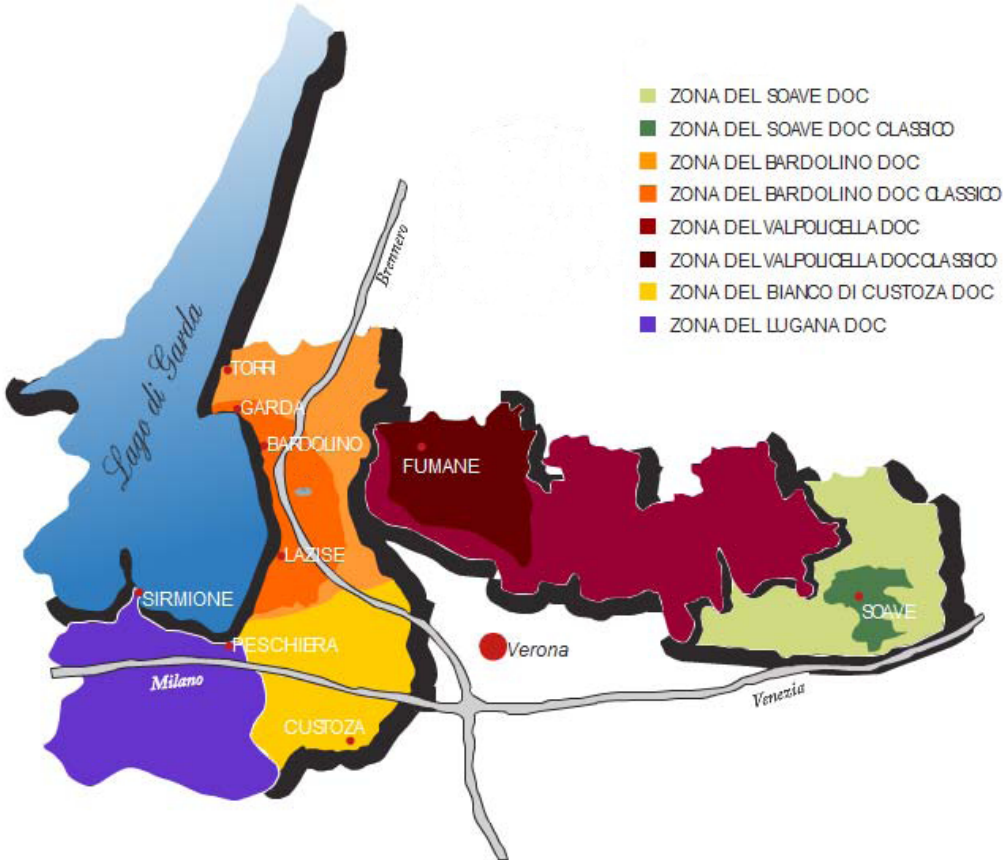 ZONA DEL SOAVE DOC
ZONA DEL SOAVE DOC CLASSICO
ZONA DEL BARDOLINO DOC
ZONA DEL BARDOLINO DOC CLASSICO
ZONA DEL VALPOLICELLA DOC
ZONA DEL VALPOLICELLA DOC CLASSICO
ZONA DEL BIANCO DI CUSTOZA DOC
ZONA DEL LUGANA DOC
Brennero
Lago di Garda
TORRI
GARDA
BARDOLINO
FUMANE
LAZISE
SIRMIONE
SOAVE
PESCHIERA
Verona
Milano
Venezia
CUSTOZA